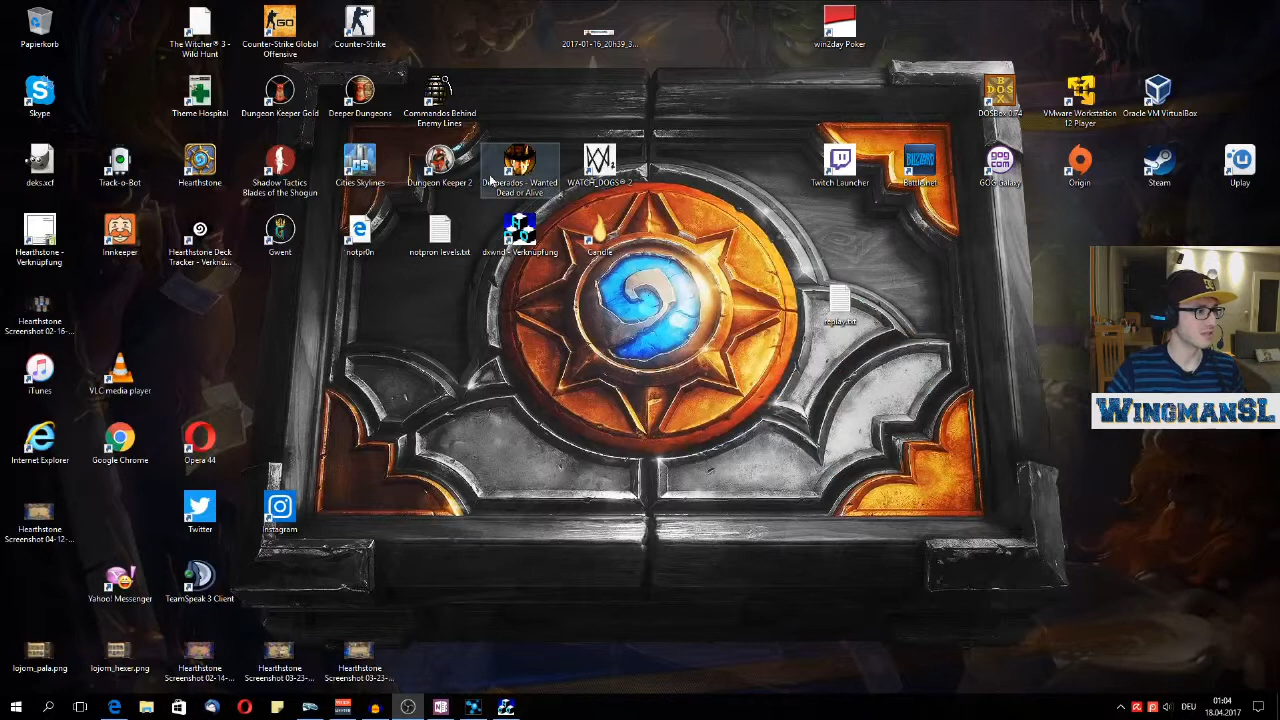 Papierkorb
The Witcher® 3 -
Wild Hunt
Counter-Strike Global
Offensive
Counter-Strike
2017-01-16_20h39_3...
win2day Poker
Skype
Theme Hospital
Dungeon Keeper Gold
Deeper Dungeons
Commandos Behind
Enemy Lines
DOSBox 0.74
VMware Workstation
12 Player
Oracle VM VirtualBox
deks.xcf
Track-o-Bot
Hearthstone
Shadow Tactics
Blades of the Shogun
Cities Skylines
Dungeon Keeper 2
Desperados - Wanted
Dead or Alive
WATCH_DOGS® 2
Twitch Launcher
Battle.net
GOG Galaxy
Origin
Steam
Uplay
Hearthstone -
Verknüpfung
Innkeeper
Hearthstone Deck
Tracker - Verknü...
Gwent
notpr0n
notpron levels.txt
dxwnd - Verknüpfung
Candle
Hearthstone
Screenshot 02-16-...
replay.txt
iTunes
VLC media player
WINGMANSL
Internet Explorer
Google Chrome
Opera 44
Hearthstone
Screenshot 04-12-...
Twitter
Instagram
Yahoo! Messenger
TeamSpeak 3 Client
lojom_pala.png
lojom_hexer.png
Hearthstone
Screenshot 02-14-...
Hearthstone
Screenshot 03-23-...
Hearthstone
Screenshot 03-23-...
DEU
01:04
18.04.2017